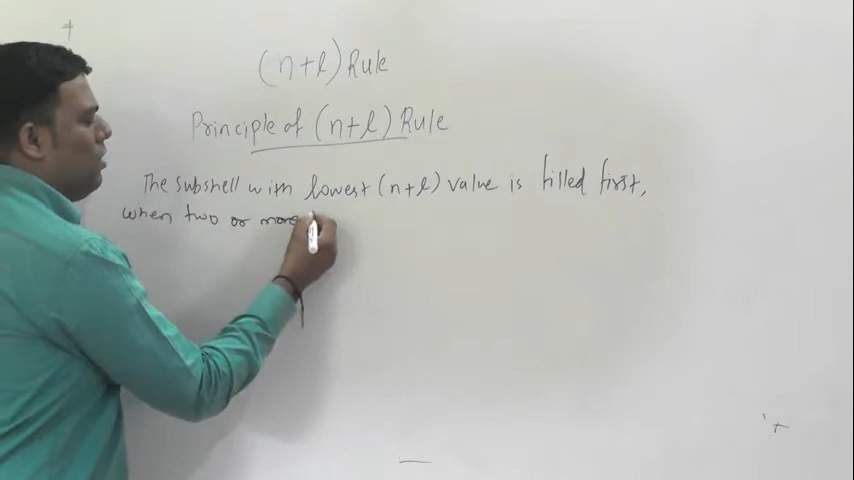 (n+l) Rule
Principle of (n+l) Rule
The subshell with lowest (n+l) value is filled first,
when two or more